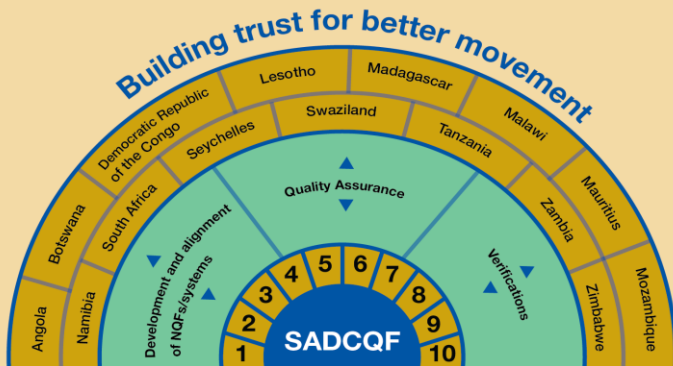 Building trust for better movement
Angola
Botswana
Democratic Republic
of the Congo
Lesotho
Madagascar
Malawi
Mauritius
Mozambique
Namibia
South Africa
Seychelles
Swaziland
Tanzania
Zambia
Zimbabwe
Development and alignment
of NQFs/systems
Quality Assurance
Verifications
1
2
3
4
5
6
7
8
9
10
SADCQF